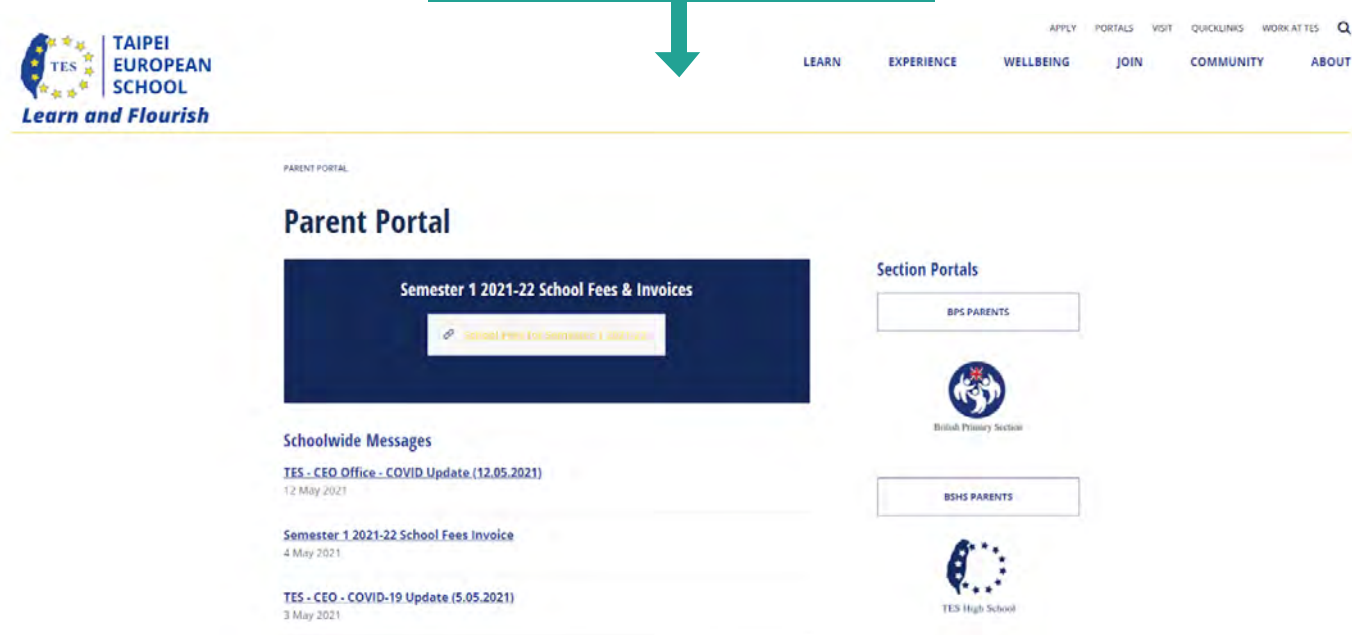 APPLY PORTALS VISIT QUICKLINKS WORK AT TES
TES
TAIPEI
EUROPEAN
SCHOOL
Learn and Flourish
LEARN EXPERIENCE WELLBEING JOIN COMMUNITY ABOUT
PARENT PORTAL
Parent Portal
Semester 1 2021-22 School Fees & Invoices
Schoolwide Messages
TES - CEO Office - COVID Update (12.05.2021)
12 May 2021
Semester 1 2021-22 School Fees Invoice
4 May 2021
TES - CEO - COVID-19 Update (5.05.2021)
3 May 2021
Section Portals
BPS PARENTS
British Primary Section
BSHS PARENTS
TES High School